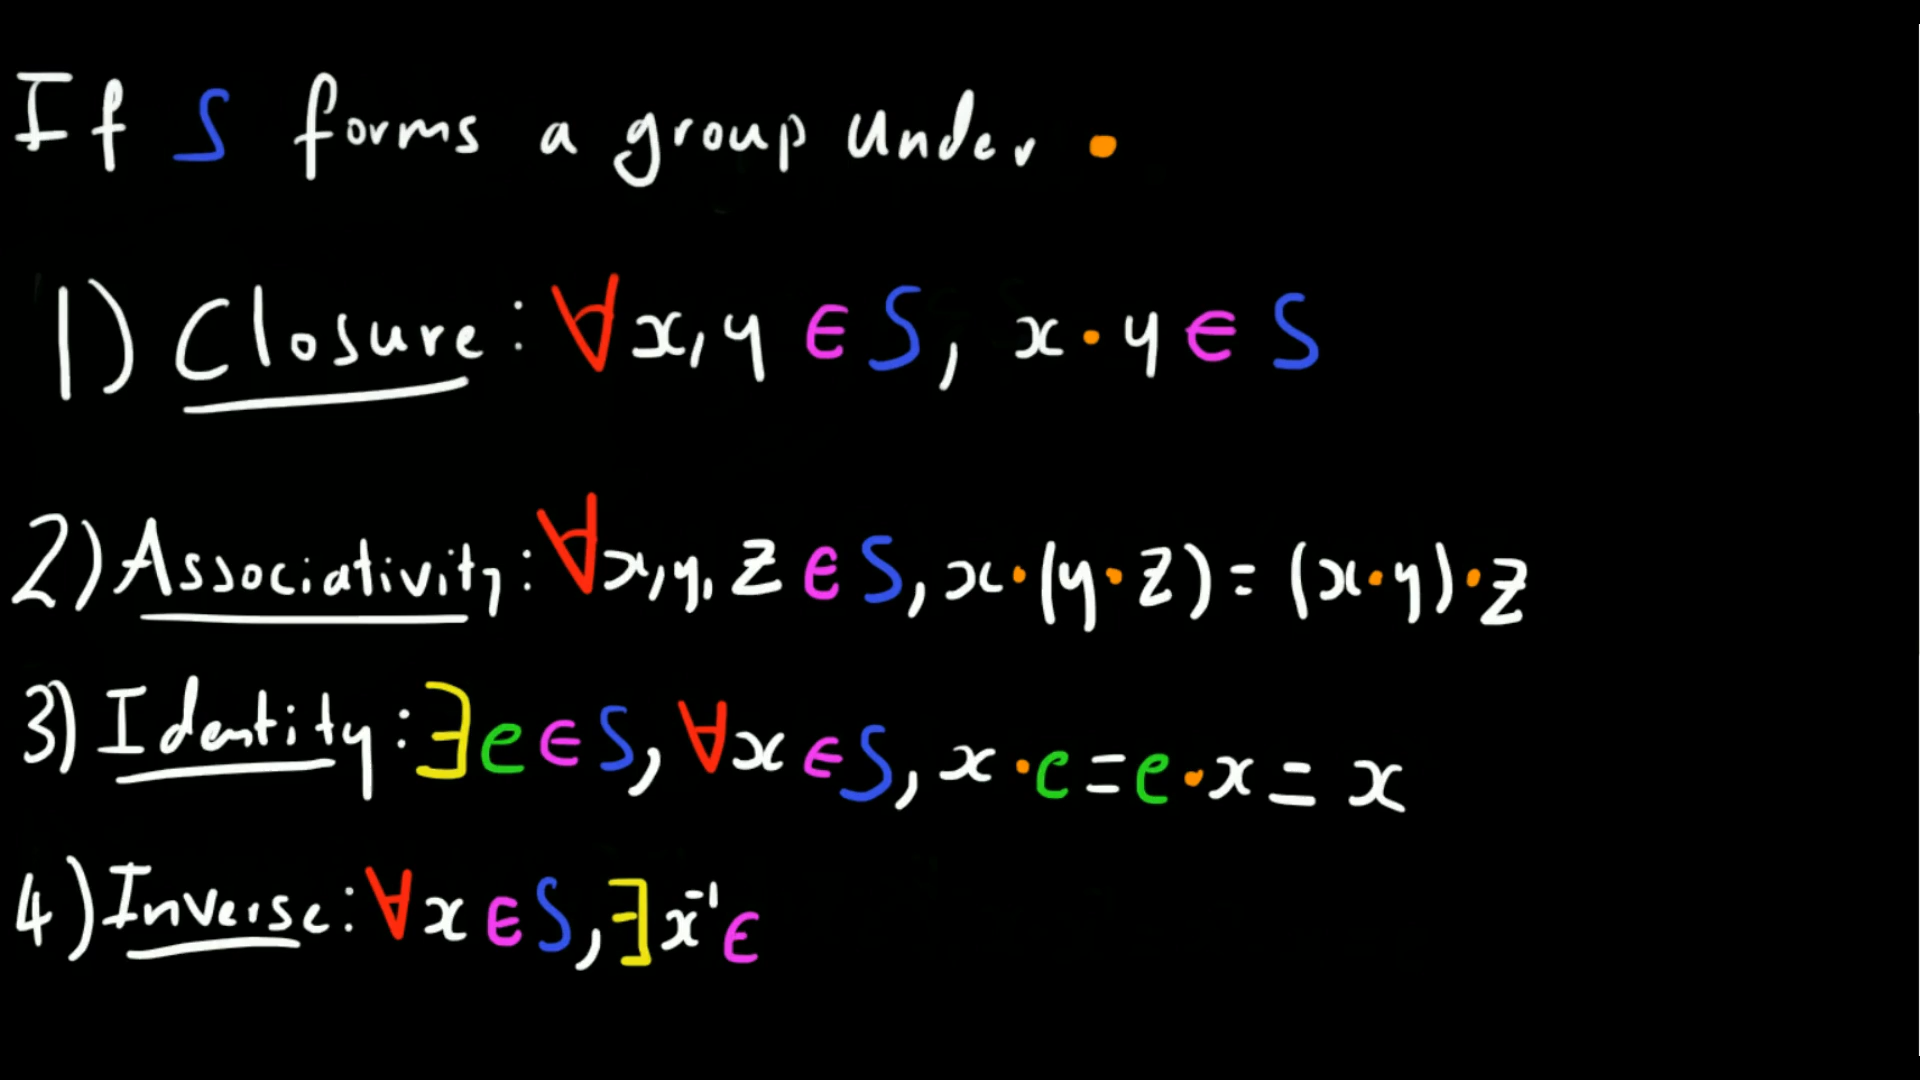 If S forms a group under ·
1) Closure: ∀x,y ∈ S, x·y ∈ S
2) Associativity: ∀x,y,z ∈ S, x·(y·z) = (x·y)·z
3) Identity: ∃e ∈ S, ∀x ∈ S, x·e = e·x = x
4) Inverse: ∀x ∈ S, ∃x⁻¹ ∈